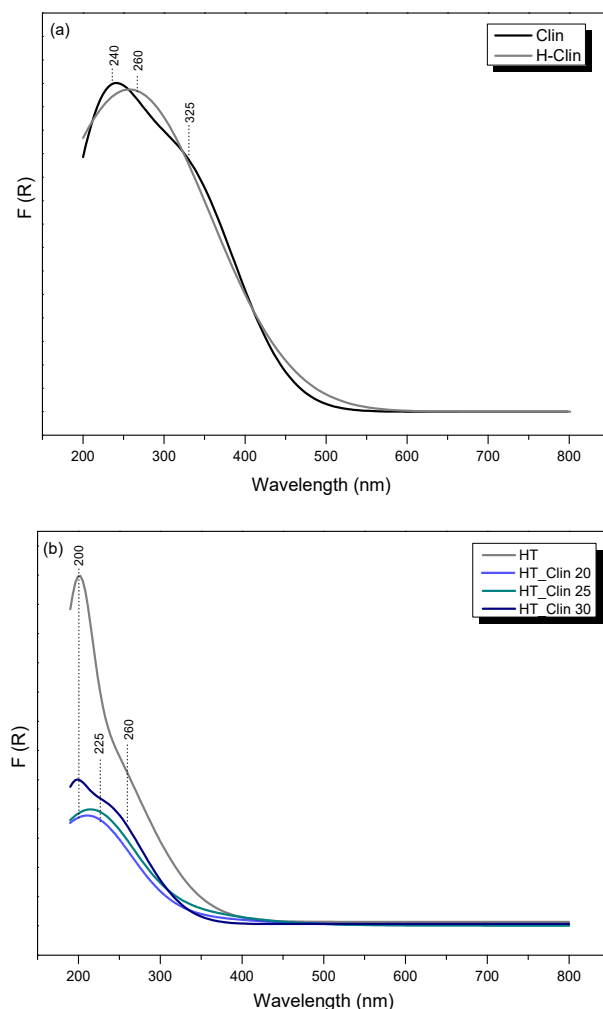 (a)
240
260
325
Clin
H-Clin
F (R)
200
300
400
500
600
700
800
Wavelength (nm)
(b)
200
225
260
HT
HT_Clin 20
HT_Clin 25
HT_Clin 30
F (R)
200
300
400
500
600
700
800
Wavelength (nm)